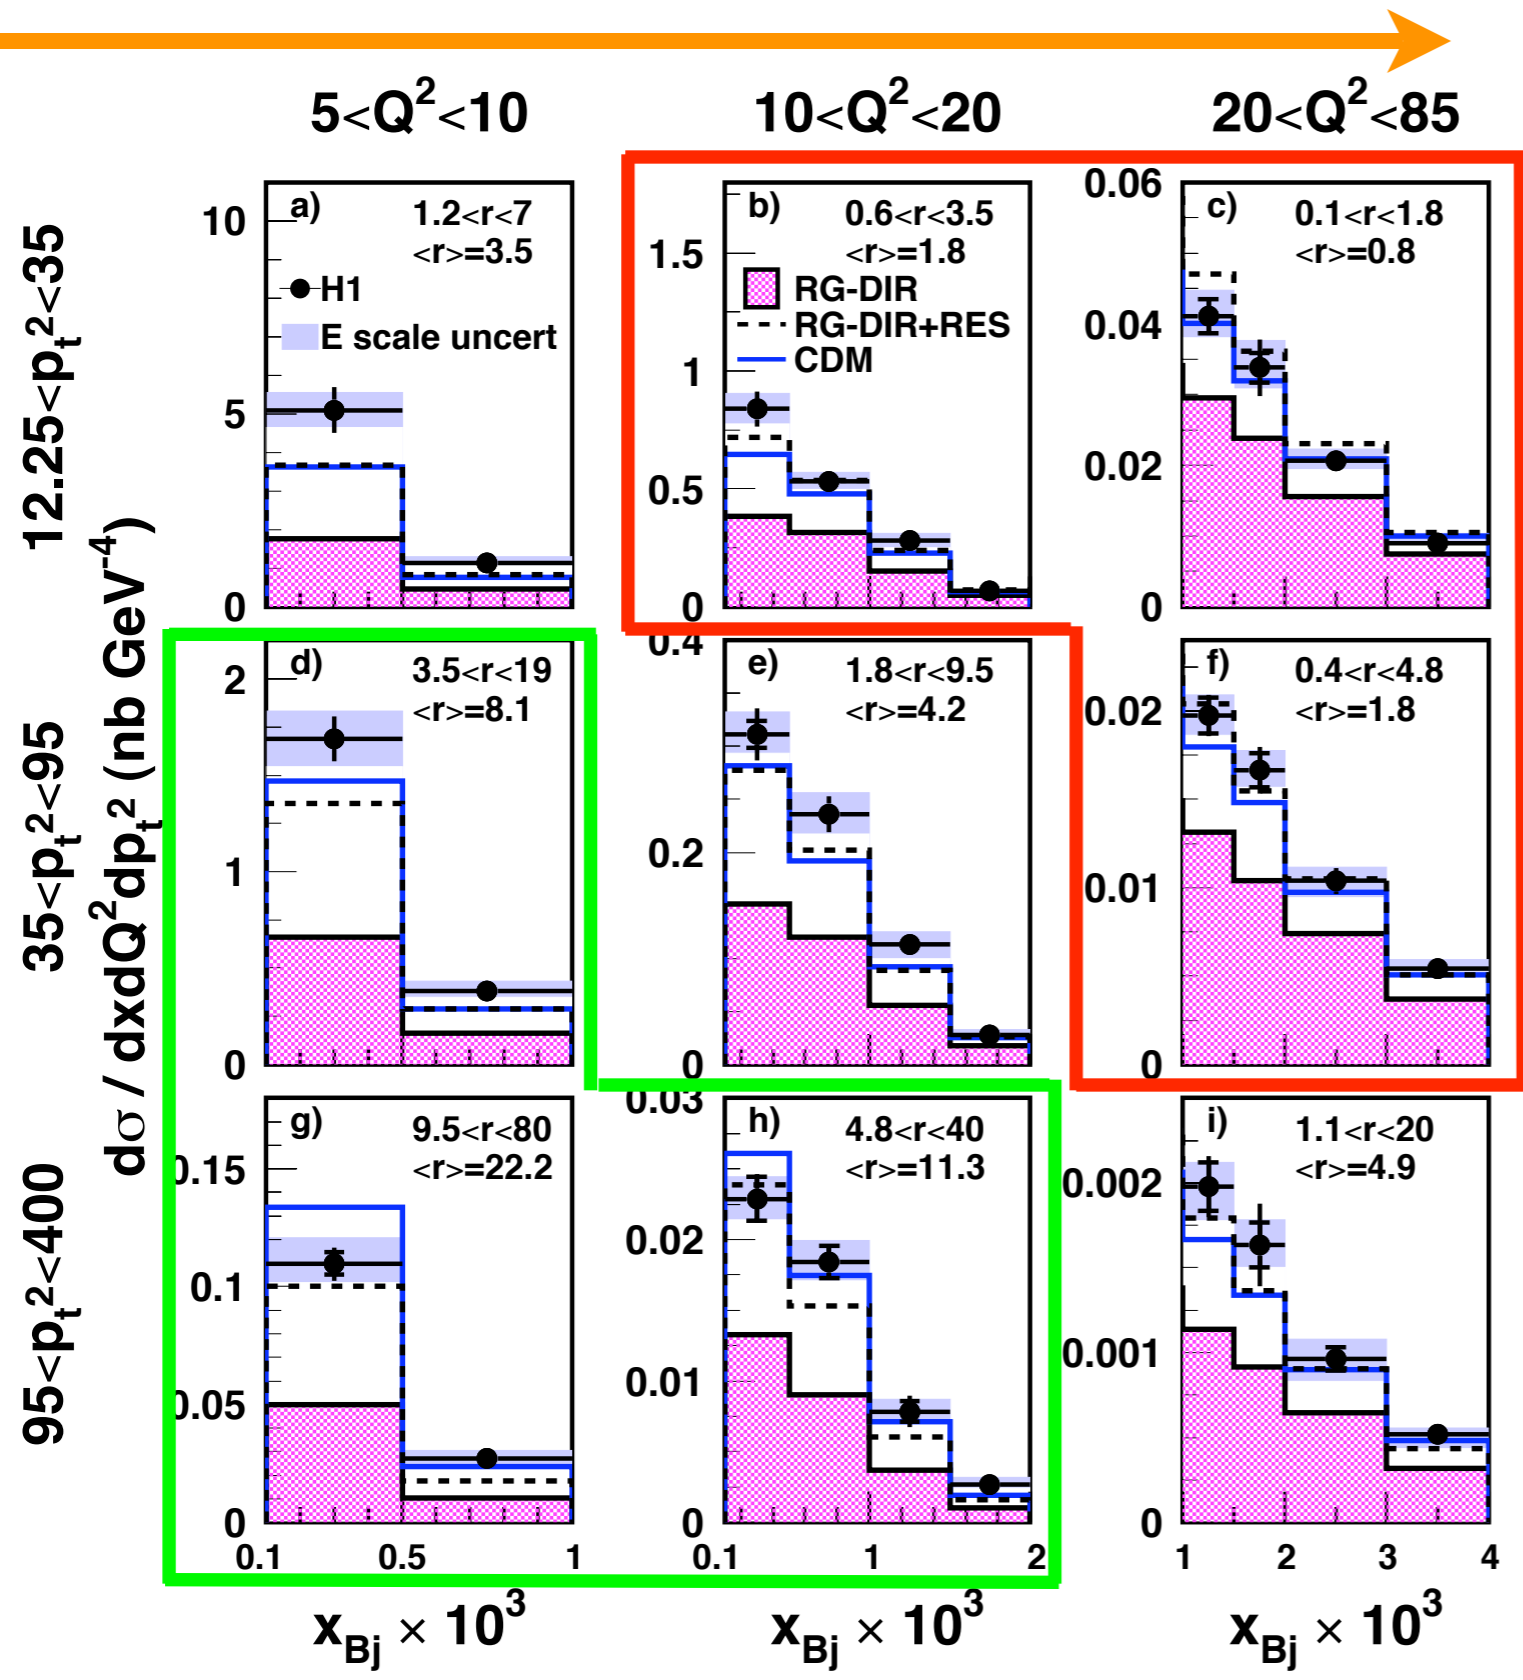 5<Q²<10
10<Q²<20
20<Q²<85
12.25<pₜ²<35
35<pₜ²<95
95<pₜ²<400
dσ / dxdQ²dpₜ² (nb GeV⁻⁴)
a)
1.2<r<7
<r>=3.5
H1
E scale uncert
10
5
0
b)
0.6<r<3.5
<r>=1.8
RG-DIR
RG-DIR+RES
CDM
1.5
1
0.5
0
c)
0.1<r<1.8
<r>=0.8
0.06
0.04
0.02
0
d)
3.5<r<19
<r>=8.1
2
1
0
e)
1.8<r<9.5
<r>=4.2
0.4
0.2
0
f)
0.4<r<4.8
<r>=1.8
0.02
0.01
0
g)
9.5<r<80
<r>=22.2
0.15
0.1
0.05
0
h)
4.8<r<40
<r>=11.3
0.03
0.02
0.01
0
i)
1.1<r<20
<r>=4.9
0.002
0.001
0
0.1 0.5 1
0.1 1 2
1 2 3 4
x_Bj × 10³
x_Bj × 10³
x_Bj × 10³